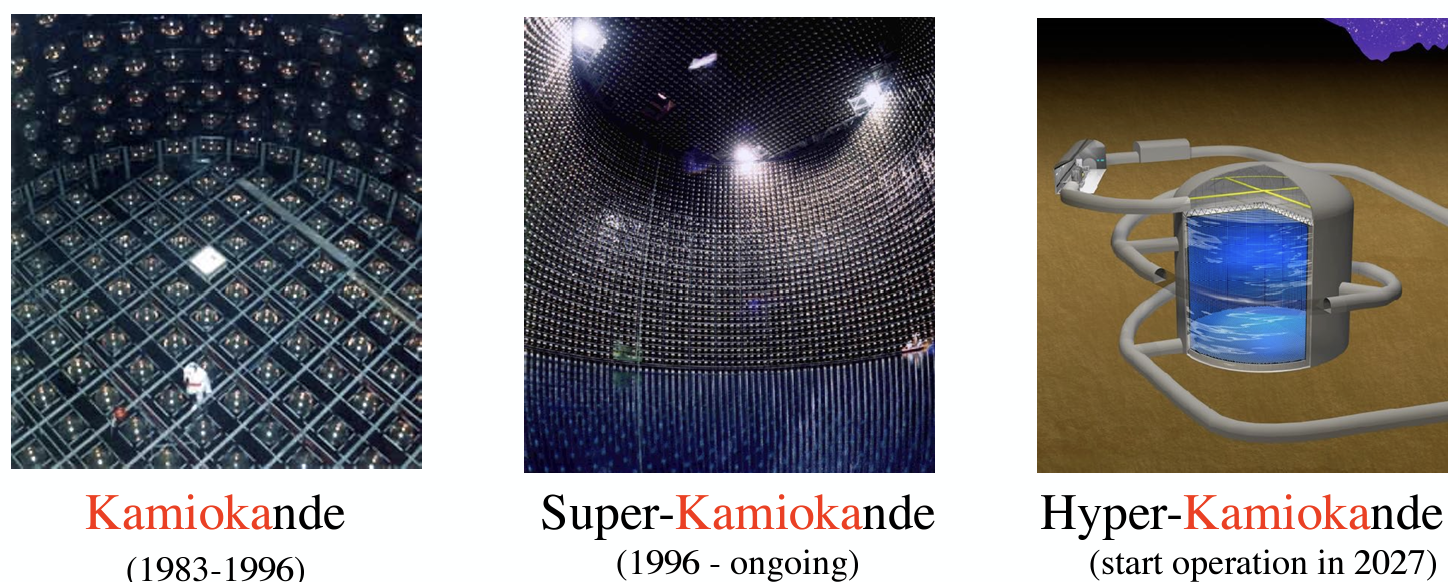 Kamiokande
(1983-1996)
Super-Kamiokande
(1996 - ongoing)
Hyper-Kamiokande
(start operation in 2027)